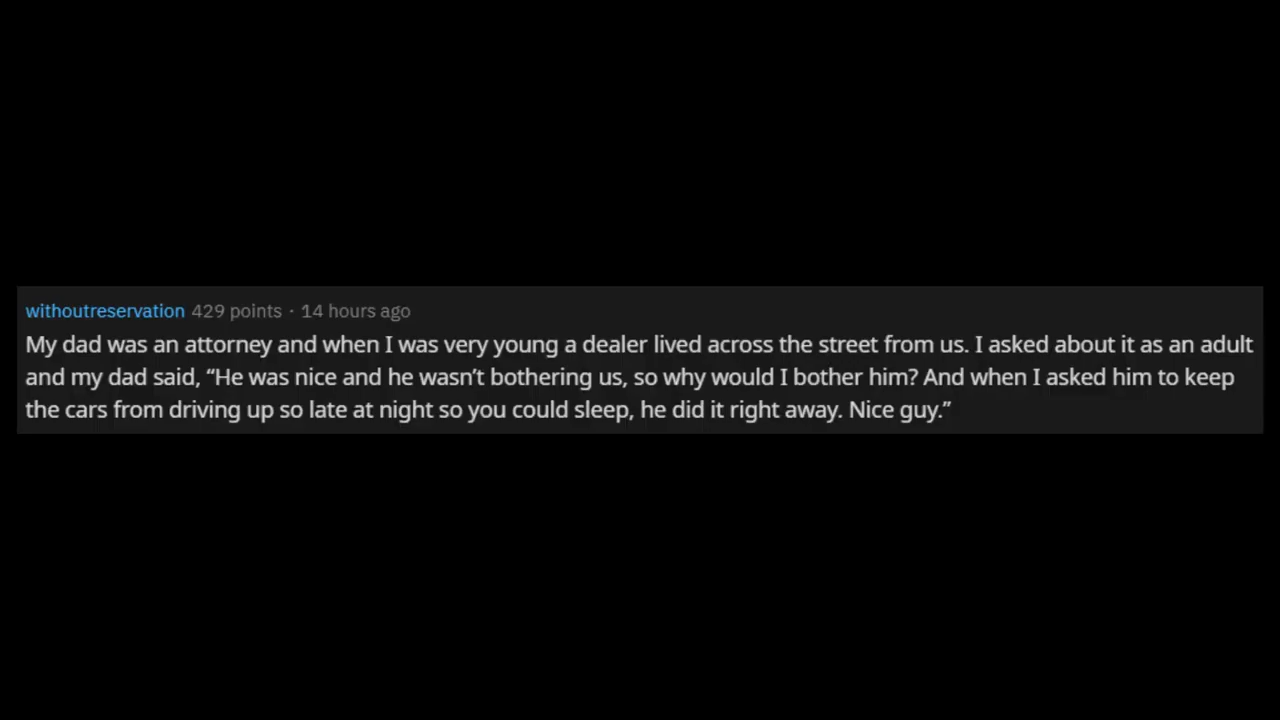 withoutreservation 429 points · 14 hours ago
My dad was an attorney and when I was very young a dealer lived across the street from us. I asked about it as an adult
and my dad said, “He was nice and he wasn’t bothering us, so why would I bother him? And when I asked him to keep
the cars from driving up so late at night so you could sleep, he did it right away. Nice guy.”